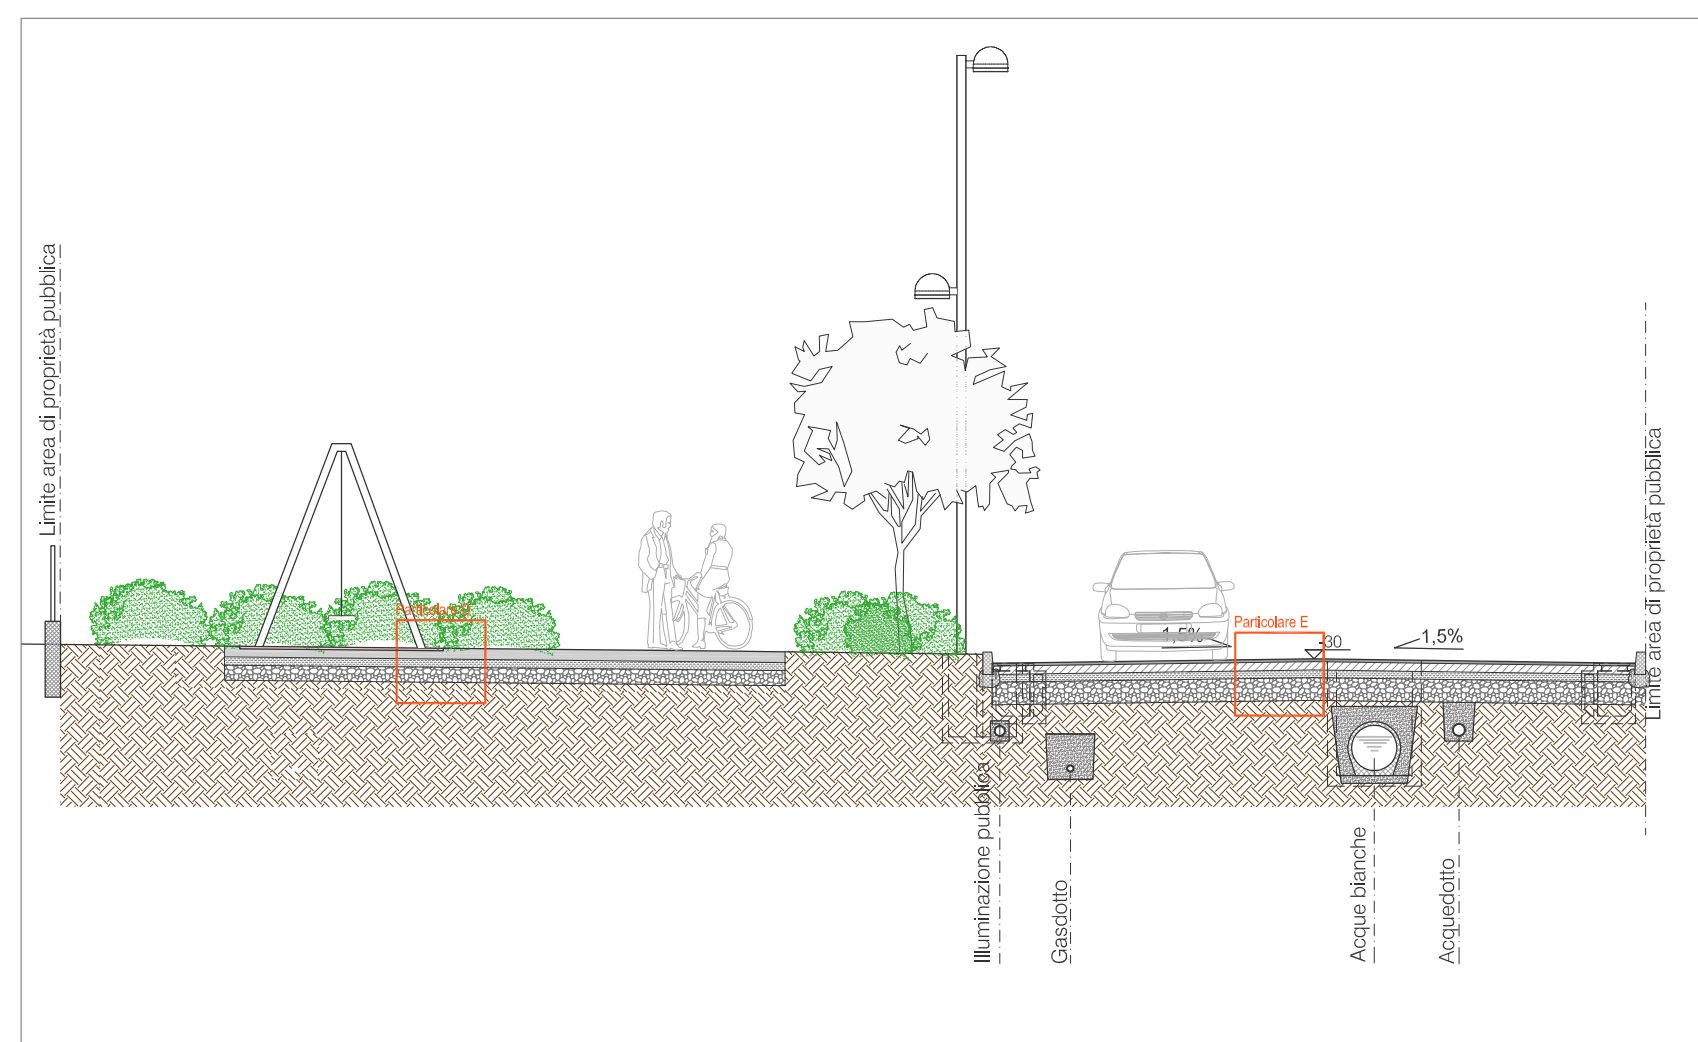 Limite area di proprietà pubblica
Particolare D
1,5%
Particolare E
-30
1,5%
Limite area di proprietà pubblica
Illuminazione pubblica
Gasdotto
Acque bianche
Acquedotto